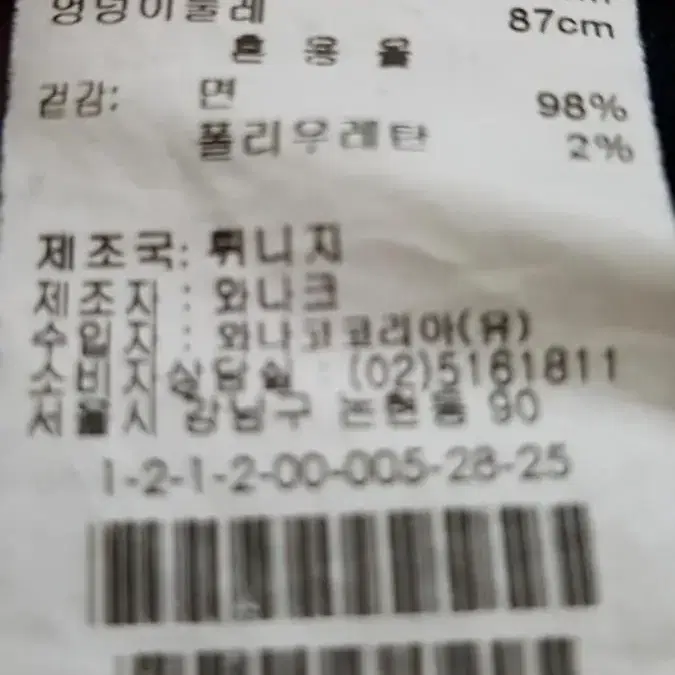 엉덩이둘레 87cm
혼 용 율
겉감: 면 98%
폴리우레탄 2%
제조국: 튀니지
제조자 : 와나크
수입자 : 와나코코리아(유)
소비자상담실 : (02)5161811
서울시 강남구 논현동 90
1-2-1-2-00-005-28-25